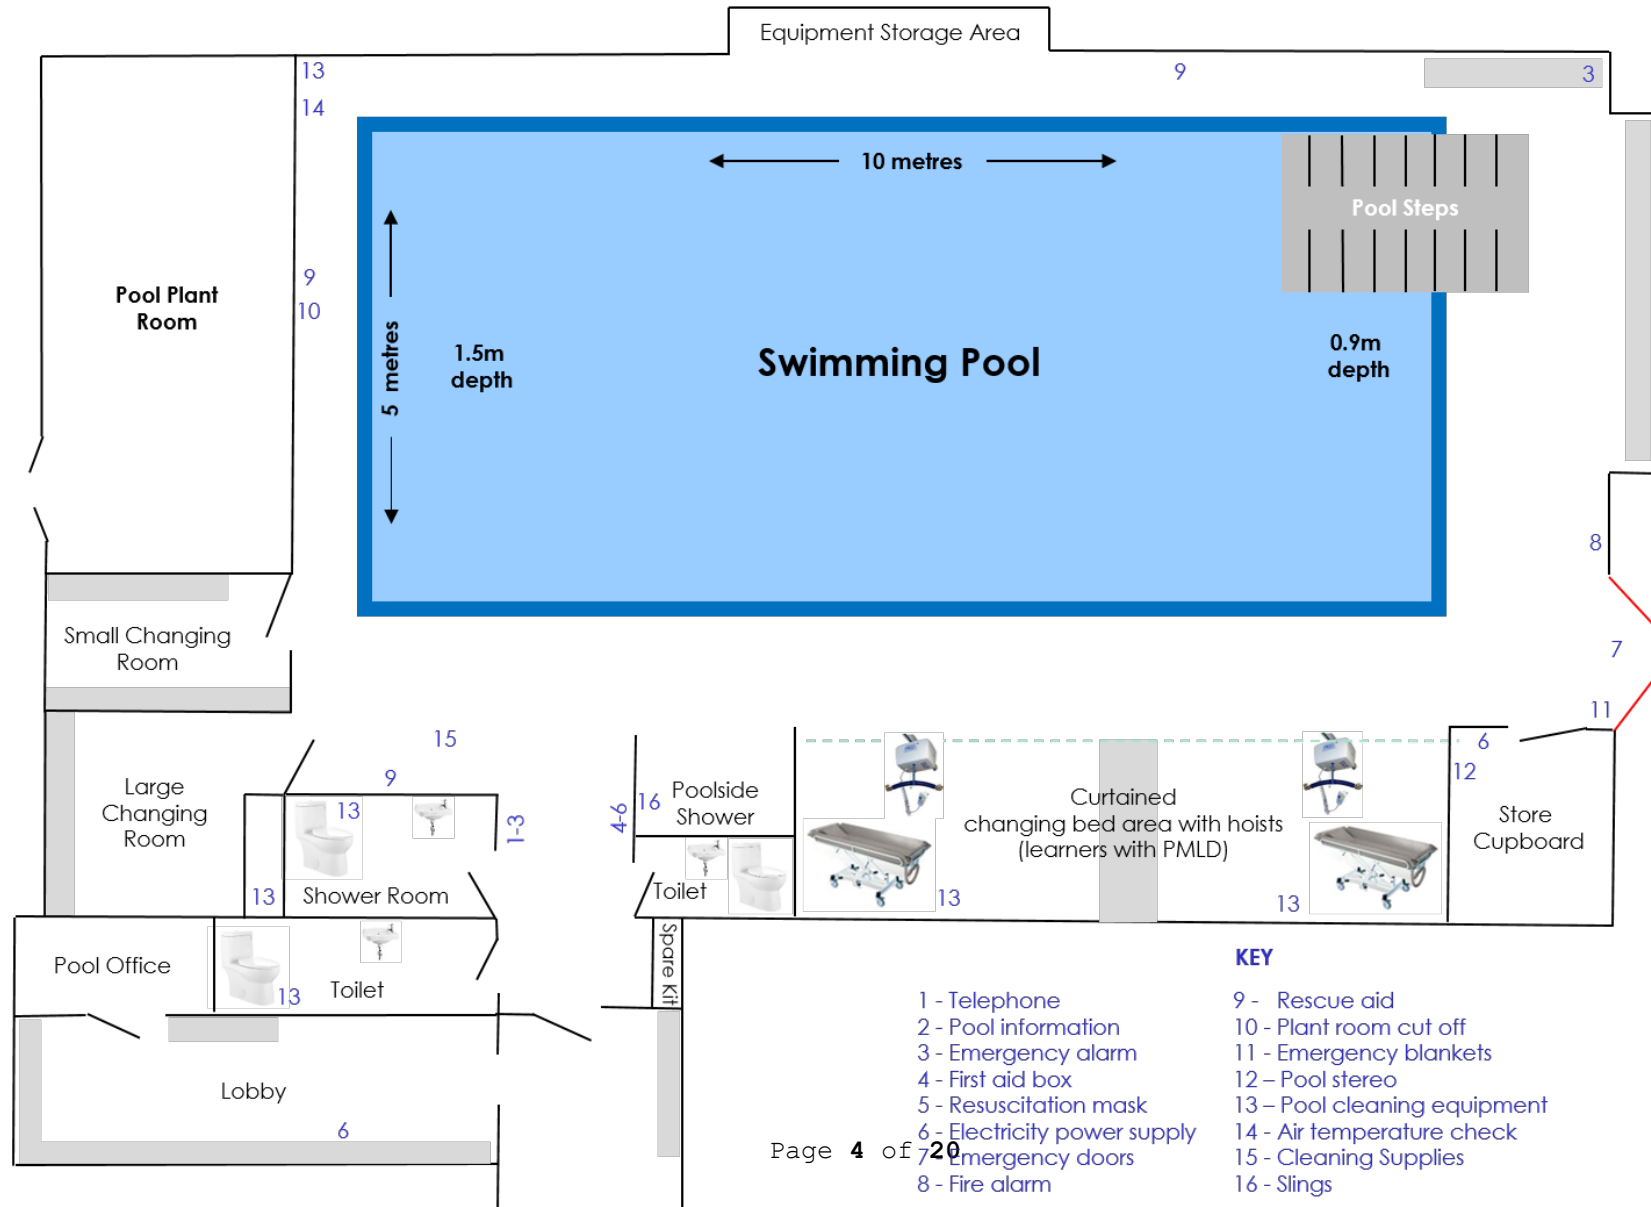 Equipment Storage Area
13
9
3
14
10 metres
Pool Steps
9
Pool Plant
Room
10
5 metres
1.5m
depth
Swimming Pool
0.9m
depth
8
Small Changing
Room
7
11
15
6
9
12
Large
Changing
Room
13
1-3
4-6
16
Poolside
Shower
Curtained
changing bed area with hoists
(learners with PMLD)
Store
Cupboard
13
Shower Room
Toilet
13
13
Pool Office
13
Toilet
Spare Kit
Lobby
6
KEY
1 - Telephone
2 - Pool information
3 - Emergency alarm
4 - First aid box
5 - Resuscitation mask
6 - Electricity power supply
7 - Emergency doors
8 - Fire alarm
9 - Rescue aid
10 - Plant room cut off
11 - Emergency blankets
12 – Pool stereo
13 – Pool cleaning equipment
14 - Air temperature check
15 - Cleaning Supplies
16 - Slings
Page 4 of 20